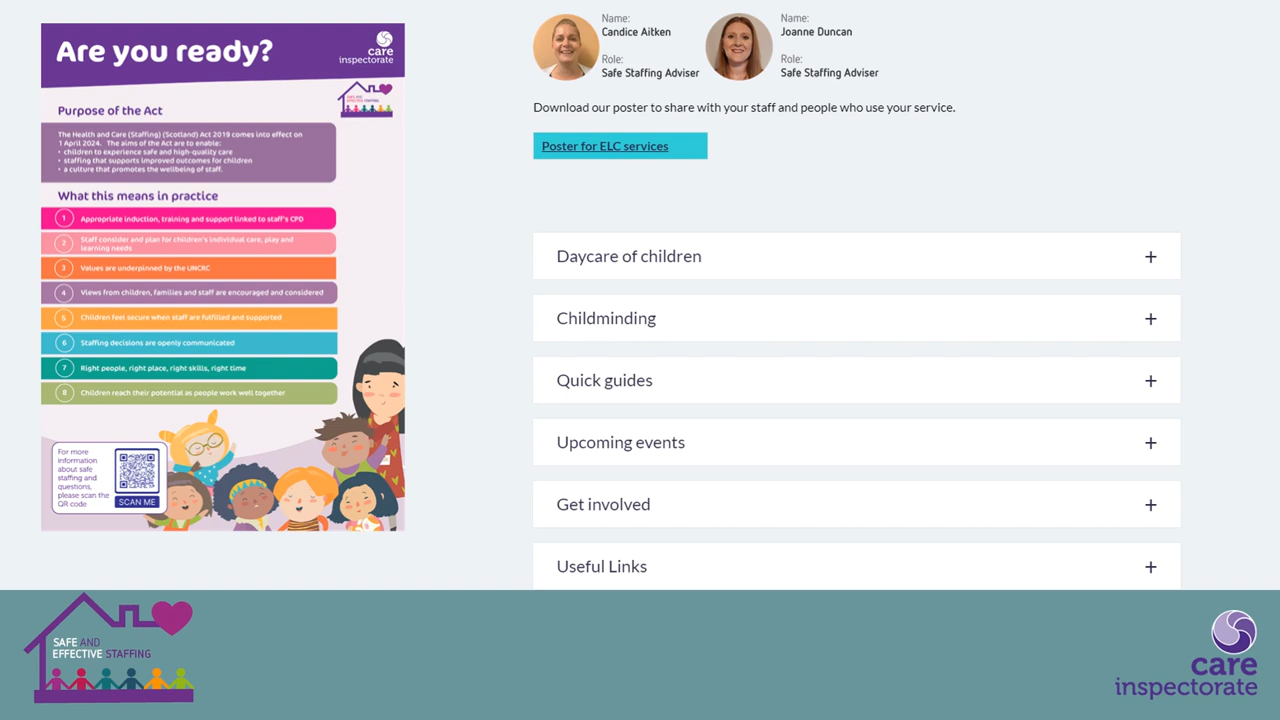 Are you ready?
care
inspectorate
SAFE AND
EFFECTIVE STAFFING
Purpose of the Act
The Health and Care (Staffing) (Scotland) Act 2019 comes into effect on
1 April 2024. The aims of the Act are to enable:
• children to experience safe and high-quality care
• staffing that supports improved outcomes for children
• a culture that promotes the wellbeing of staff.
What this means in practice
1 Appropriate induction, training and support linked to staff's CPD
2 Staff consider and plan for children's individual care, play and
learning needs
3 Values are underpinned by the UNCRC
4 Views from children, families and staff are encouraged and considered
5 Children feel secure when staff are fulfilled and supported
6 Staffing decisions are openly communicated
7 Right people, right place, right skills, right time
8 Children reach their potential as people work well together
For more
information
about safe
staffing and
questions,
please scan the
QR code
SCAN ME
Name:
Candice Aitken
Role:
Safe Staffing Adviser
Name:
Joanne Duncan
Role:
Safe Staffing Adviser
Download our poster to share with your staff and people who use your service.
Poster for ELC services
Daycare of children +
Childminding +
Quick guides +
Upcoming events +
Get involved +
Useful Links +
SAFE AND
EFFECTIVE STAFFING
care
inspectorate